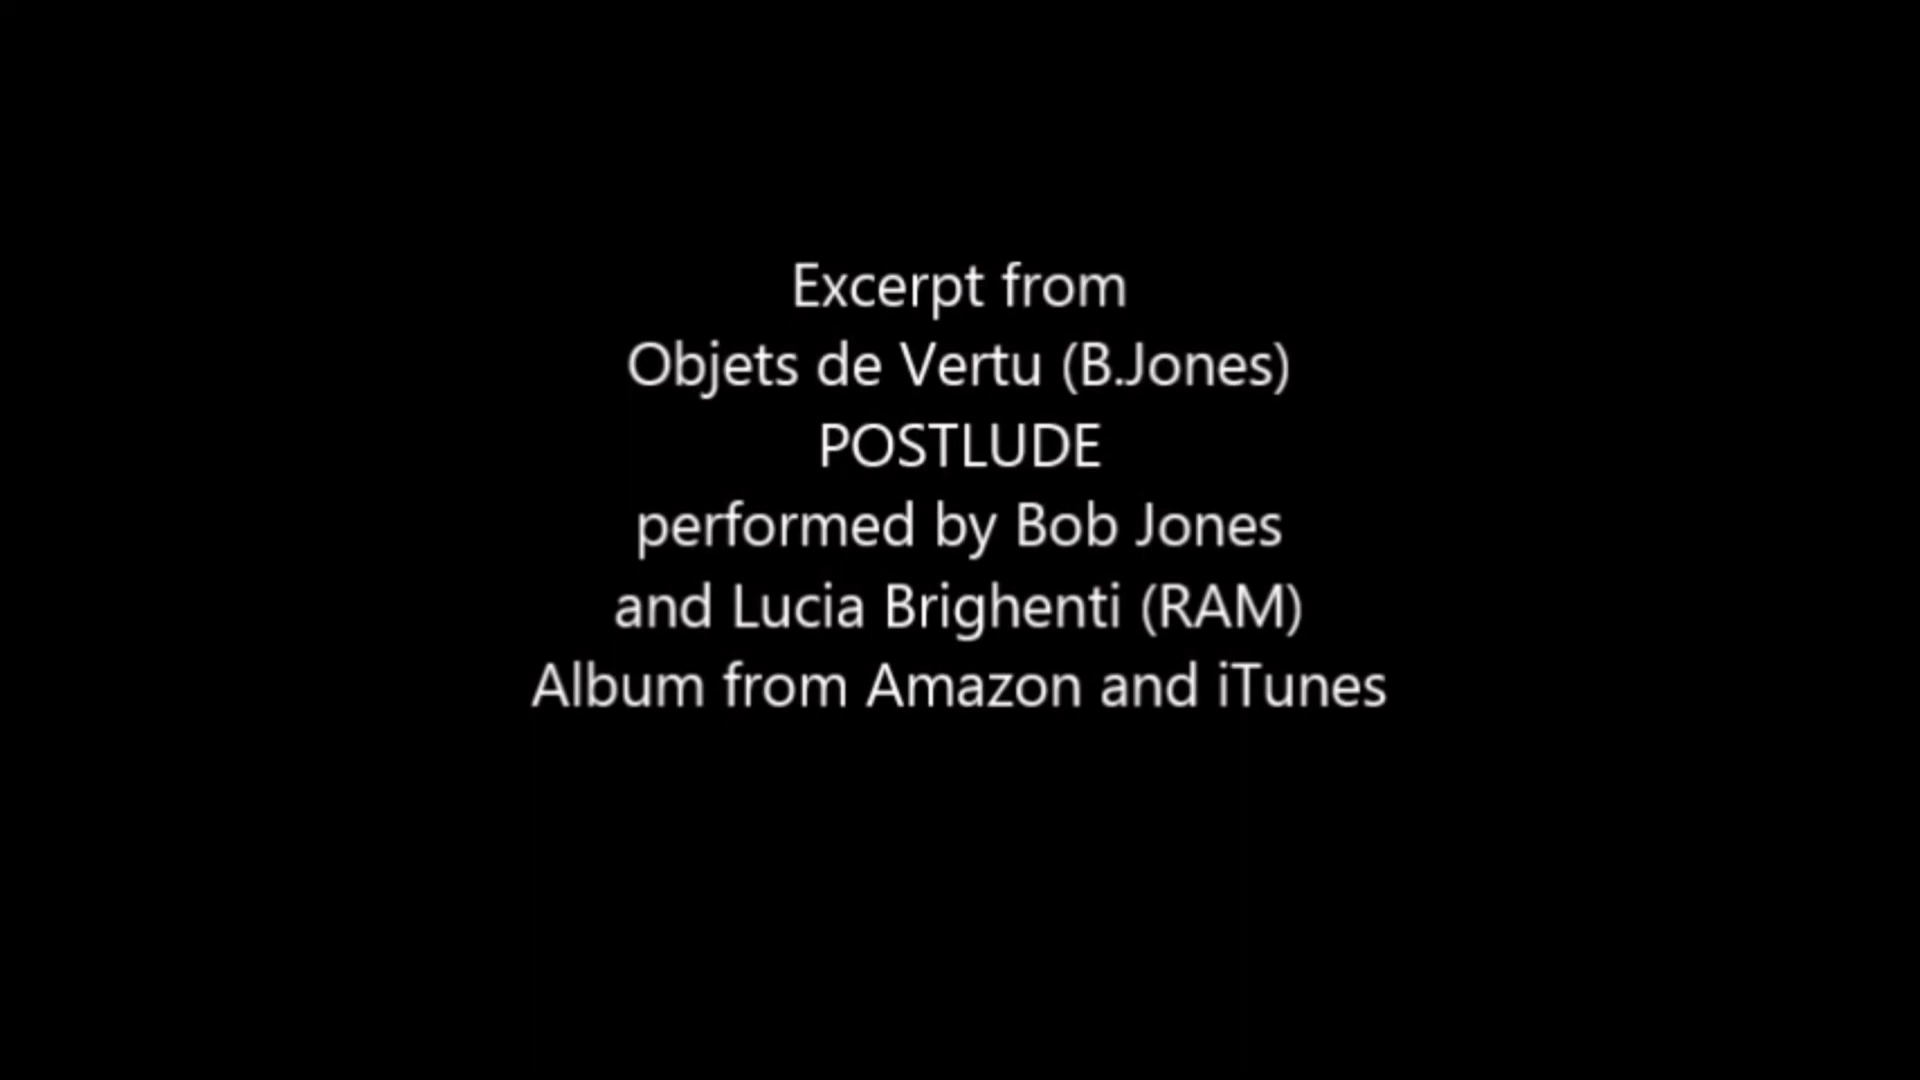 Excerpt from
Objets de Vertu (B.Jones)
POSTLUDE
performed by Bob Jones
and Lucia Brighenti (RAM)
Album from Amazon and iTunes